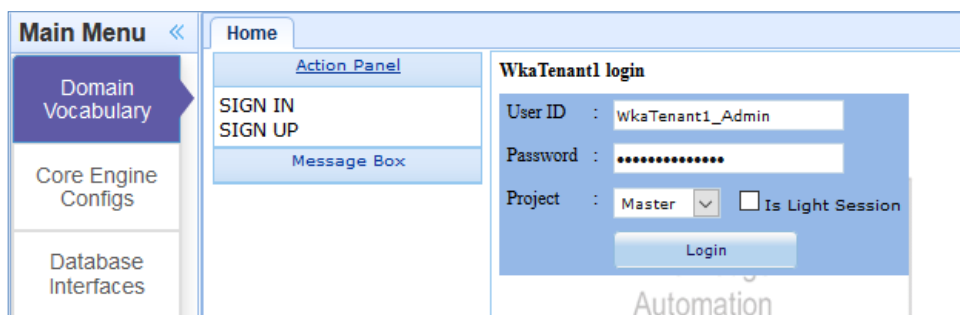 Main Menu «
Home
Domain
Vocabulary
Core Engine
Configs
Database
Interfaces
Action Panel
SIGN IN
SIGN UP
Message Box
WkaTenant1 login
User ID : WkaTenant1_Admin
Password : ••••••••••••••
Project : Master Is Light Session
Login
Automation